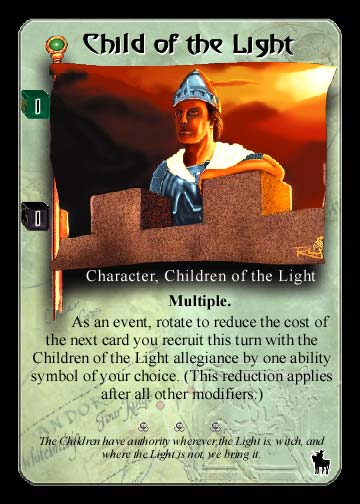 Child of the Light
0
0
Character, Children of the Light
Multiple.
As an event, rotate to reduce the cost of
the next card you recruit this turn with the
Children of the Light allegiance by one ability
symbol of your choice. (This reduction applies
after all other modifiers.)
The Children have authority wherever the Light is, witch, and
where the Light is not, we bring it.